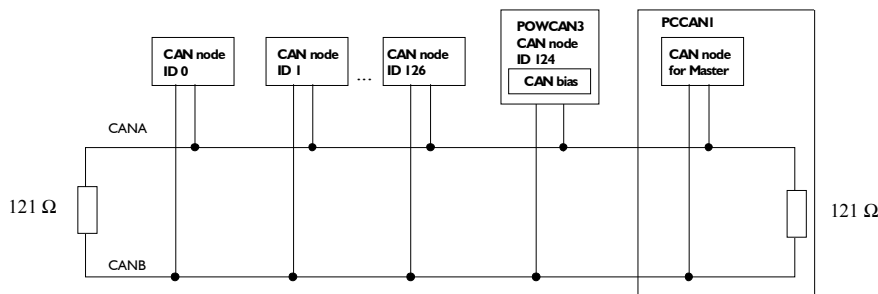 CAN node
ID 0
CAN node
ID 1
...
CAN node
ID 126
POWCAN3
CAN node
ID 124
CAN bias
PCCAN1
CAN node
for Master
CANA
121 Ω
121 Ω
CANB